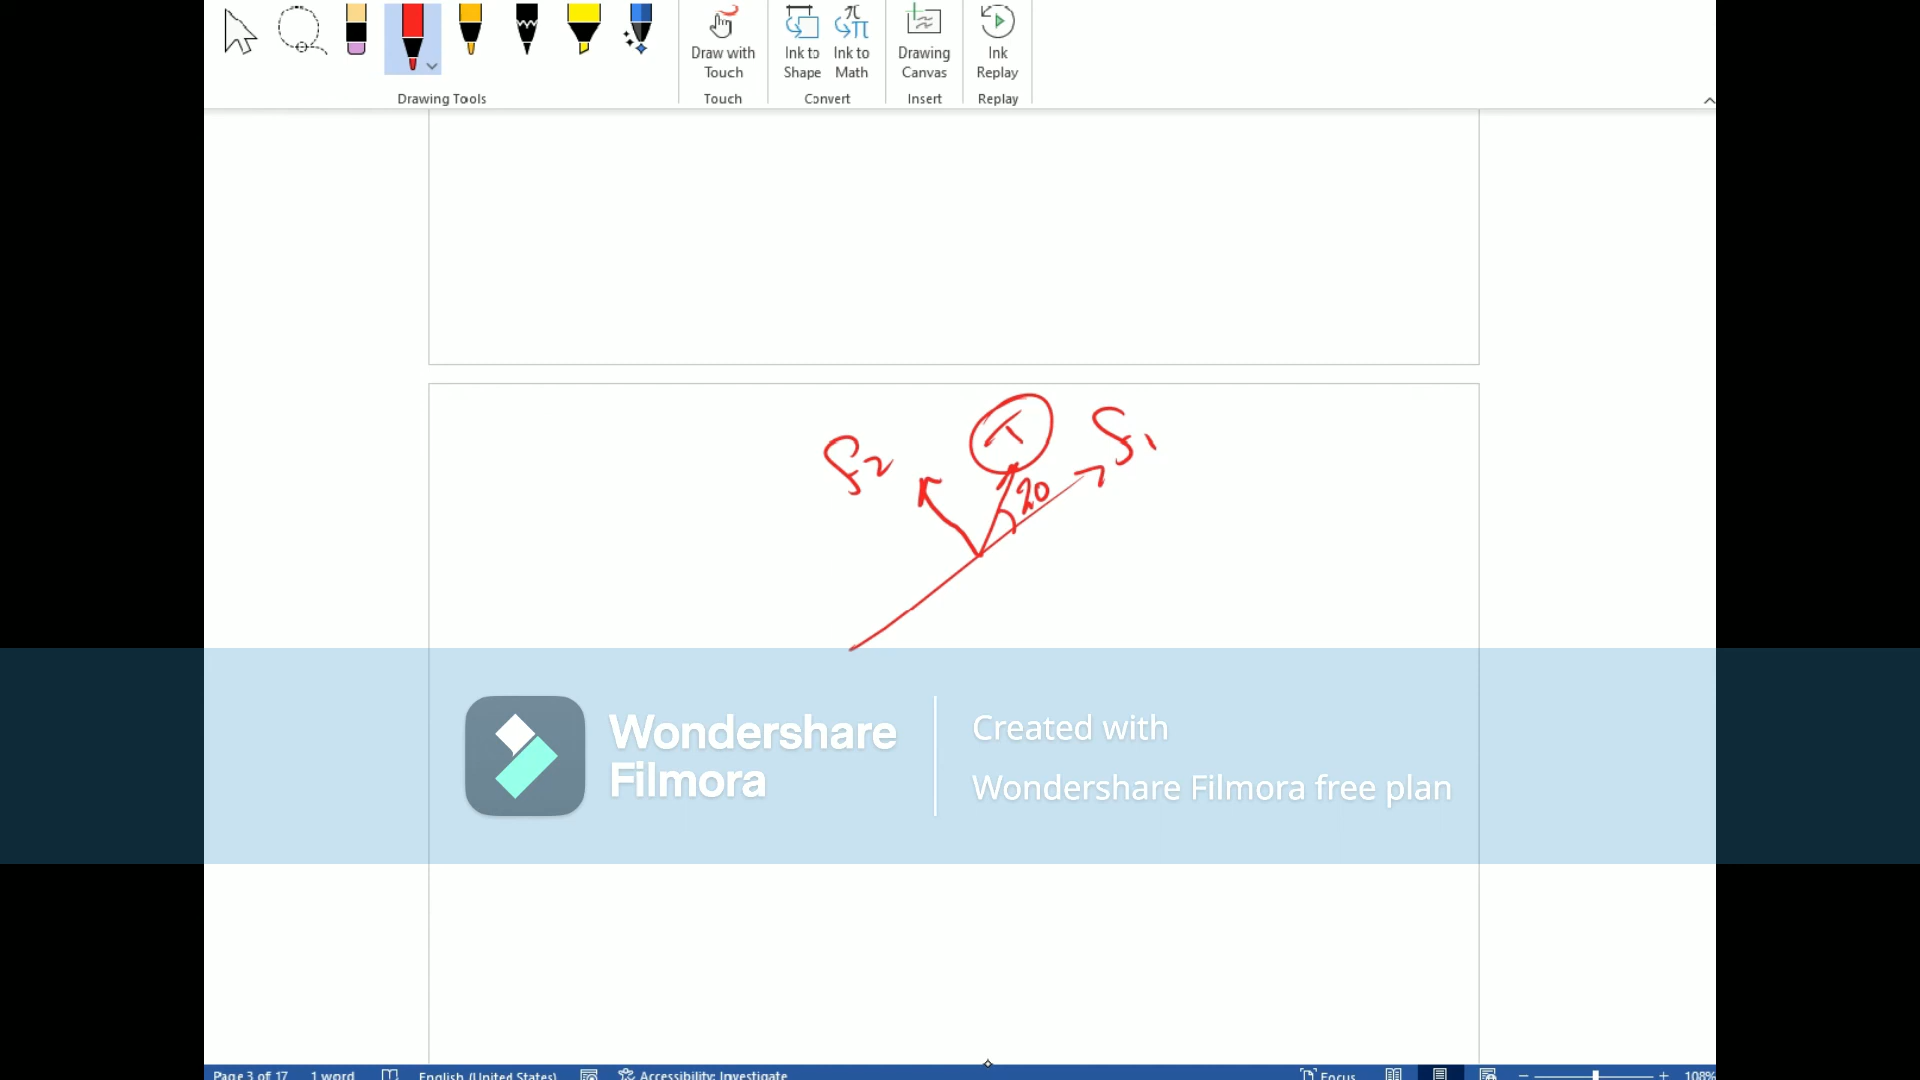 Draw with
Touch
Ink to
Shape
Ink to
Math
Drawing
Canvas
Ink
Replay
Drawing Tools
Touch
Convert
Insert
Replay
T
20
Wondershare
Filmora
Created with
Wondershare Filmora free plan
Page 3 of 17 1 word English (United States) Accessibility: Investigate Focus 108%